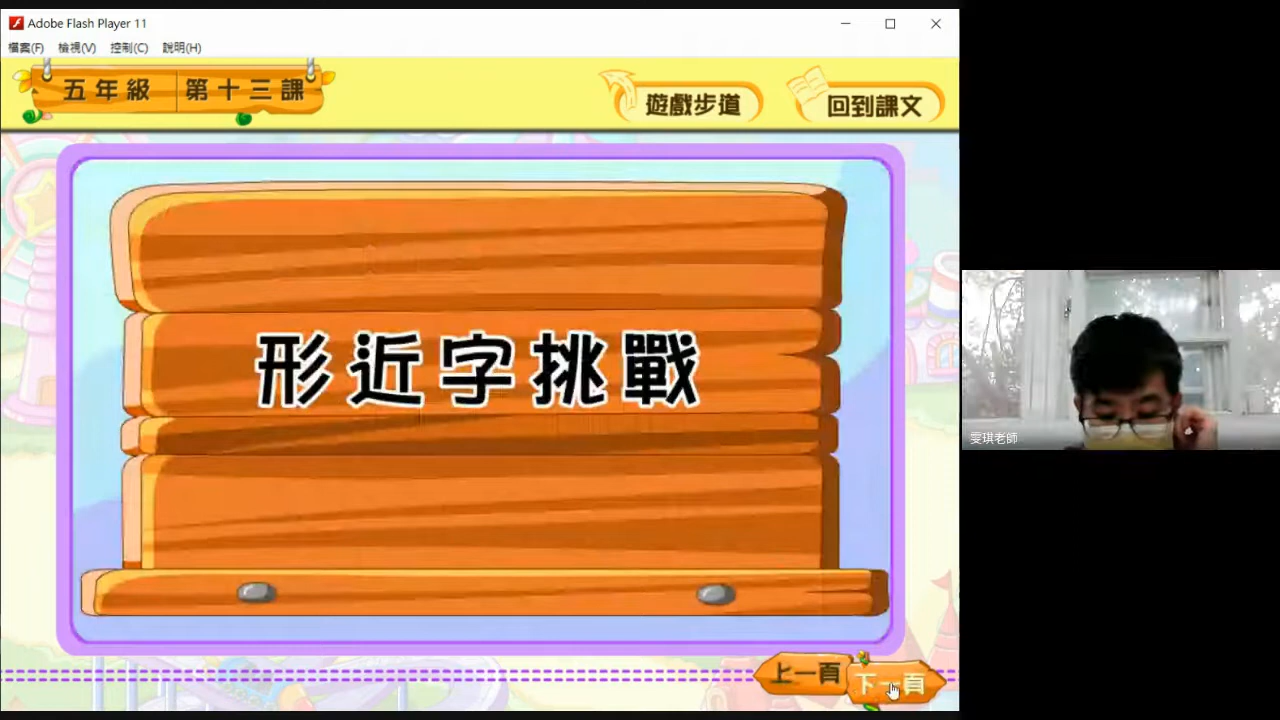 Adobe Flash Player 11
檔案(F) 檢視(V) 控制(C) 說明(H)
五年級 第十三課
遊戲步道
回到課文
形近字挑戰
雯琪老師
上一頁
下一頁